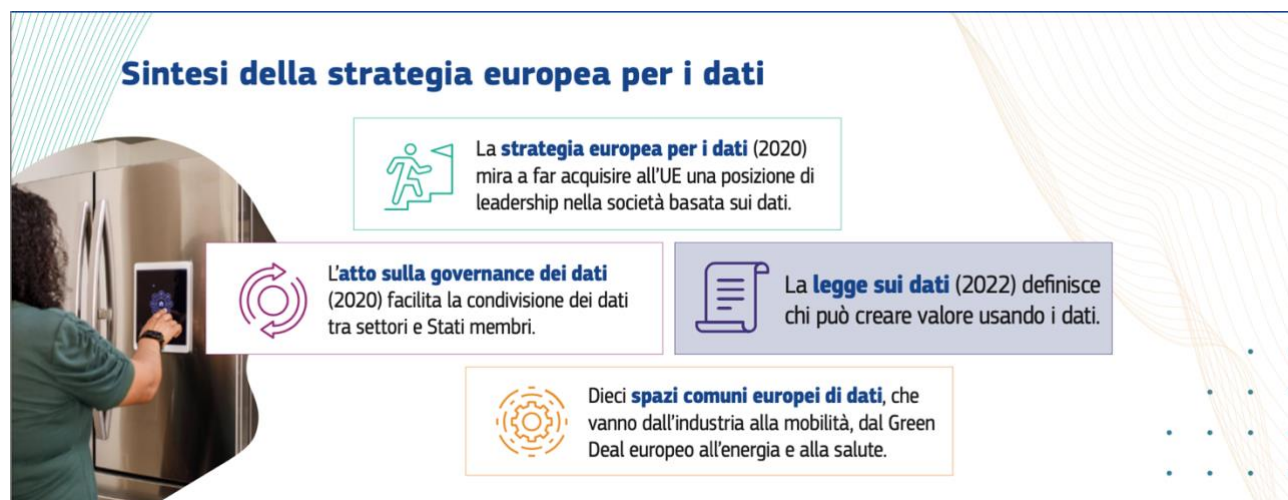 Sintesi della strategia europea per i dati
La strategia europea per i dati (2020)
mira a far acquisire all'UE una posizione di
leadership nella società basata sui dati.
L'atto sulla governance dei dati
(2020) facilita la condivisione dei dati
tra settori e Stati membri.
La legge sui dati (2022) definisce
chi può creare valore usando i dati.
Dieci spazi comuni europei di dati, che
vanno dall'industria alla mobilità, dal Green
Deal europeo all'energia e alla salute.